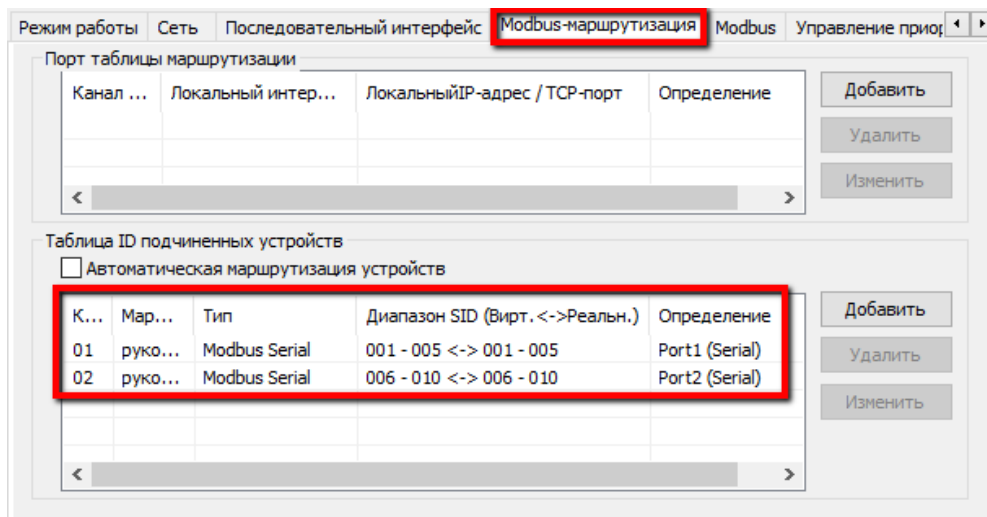 Режим работы Сеть Последовательный интерфейс Modbus-маршрутизация Modbus Управление приор
Порт таблицы маршрутизации
Канал ... Локальный интер... ЛокальныйIP-адрес / TCP-порт Определение
Добавить
Удалить
Изменить
Таблица ID подчиненных устройств
Автоматическая маршрутизация устройств
К... Мар... Тип Диапазон SID (Вирт.<->Реальн.) Определение
01 руко... Modbus Serial 001 - 005 <-> 001 - 005 Port1 (Serial)
02 руко... Modbus Serial 006 - 010 <-> 006 - 010 Port2 (Serial)
Добавить
Удалить
Изменить